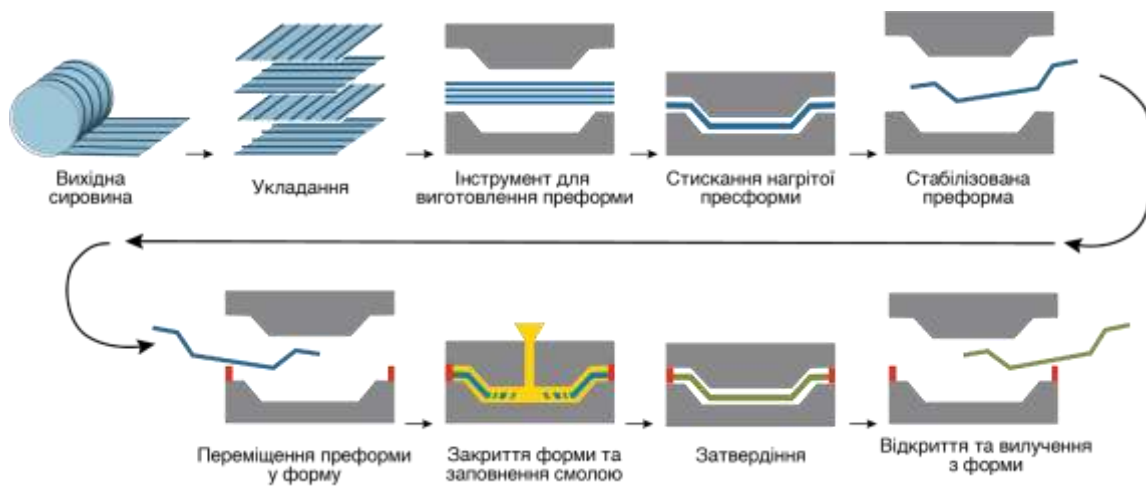 Вихідна
сировина
Укладання
Інструмент для
виготовлення преформи
Стискання нагрітої
пресформи
Стабілізована
преформа
Переміщення преформи
у форму
Закриття форми та
заповнення смолою
Затвердіння
Відкриття та вилучення
з форми